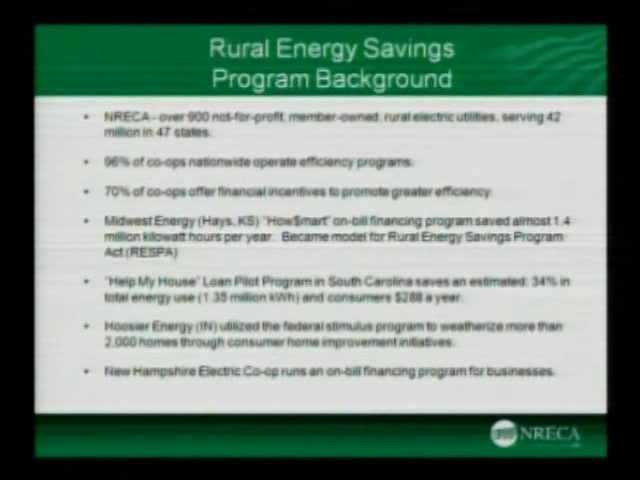 Rural Energy Savings
Program Background
• NRECA - over 900 not-for-profit, member-owned, rural electric utilities, serving 42
million in 47 states.
• 96% of co-ops nationwide operate efficiency programs.
• 70% of co-ops offer financial incentives to promote greater efficiency.
• Midwest Energy (Hays, KS) "How$mart" on-bill financing program saved almost 1.4
million kilowatt hours per year. Became model for Rural Energy Savings Program
Act (RESPA)
• "Help My House" Loan Pilot Program in South Carolina saves an estimated: 34% in
total energy use (1.35 million kWh) and consumers $288 a year.
• Hoosier Energy (IN) utilized the federal stimulus program to weatherize more than
2,000 homes through consumer home improvement initiatives.
• New Hampshire Electric Co-op runs an on-bill financing program for businesses.
NRECA